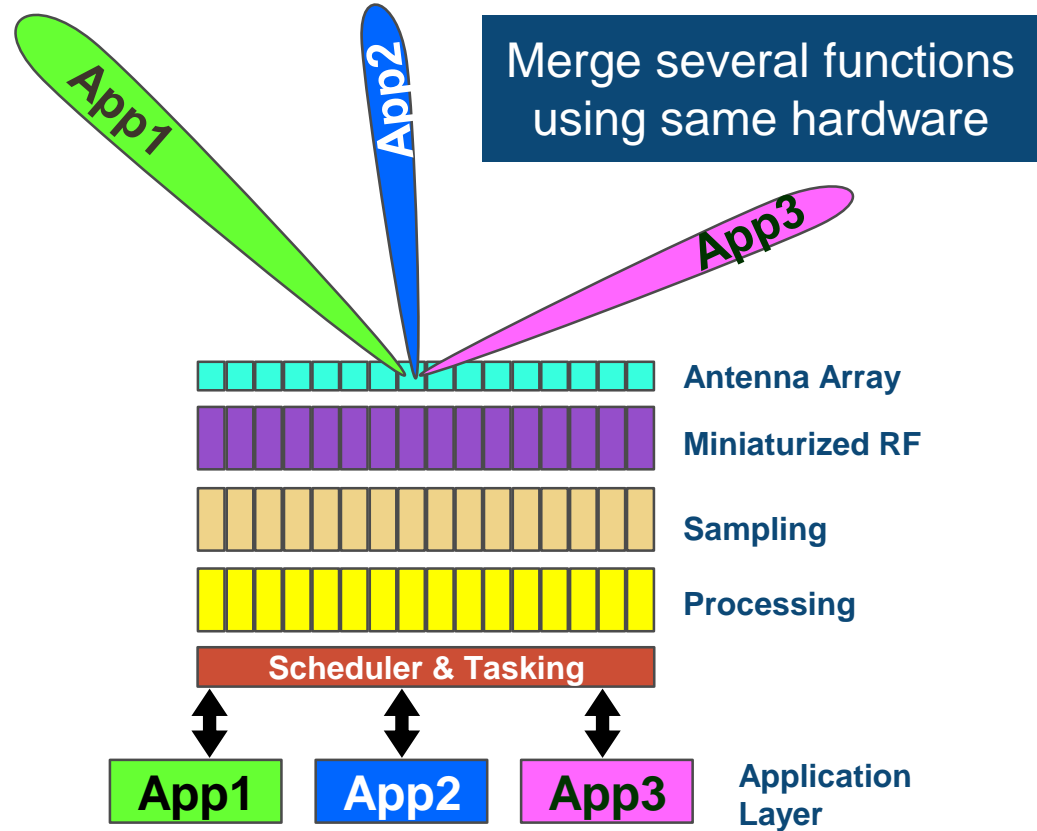 App1
App2
Merge several functions
using same hardware
App3
Antenna Array
Miniaturized RF
Sampling
Processing
Scheduler & Tasking
App1
App2
App3
Application
Layer